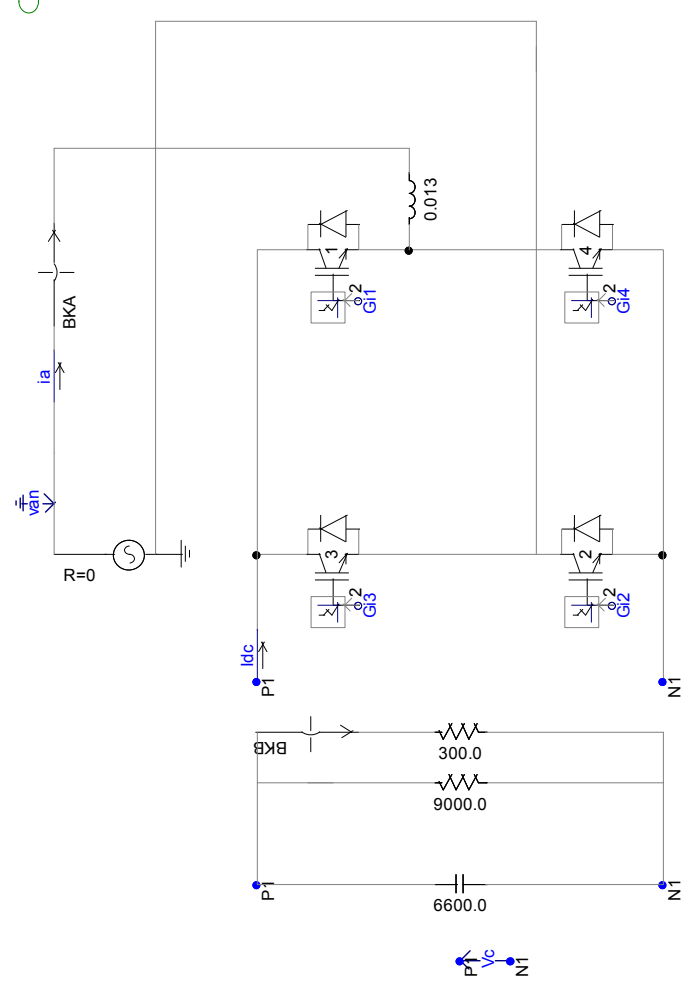 0.013
1
4
2
Gi1
2
Gi4
BKA
ia
van
R=0
3
2
2
Gi3
2
Gi2
Idc
P1
N1
BKB
300.0
9000.0
P1
N1
6600.0
P1
Vc
N1